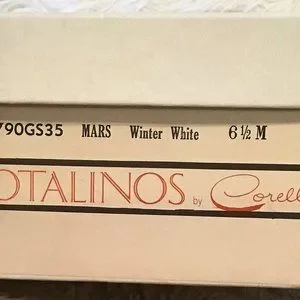 790GS35 MARS Winter White 6 ½ M
OTALINOS by Corell